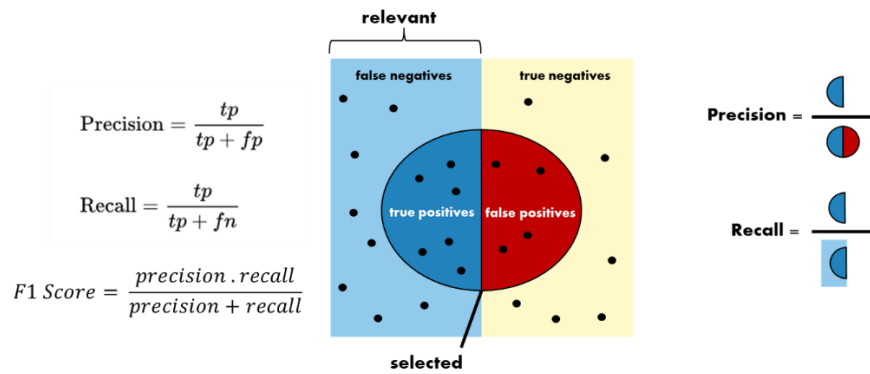 relevant
false negatives
true negatives
Precision = tp / tp + fp
Recall = tp / tp + fn
F1 Score = precision . recall / precision + recall
true positives
false positives
selected
Precision =
Recall =